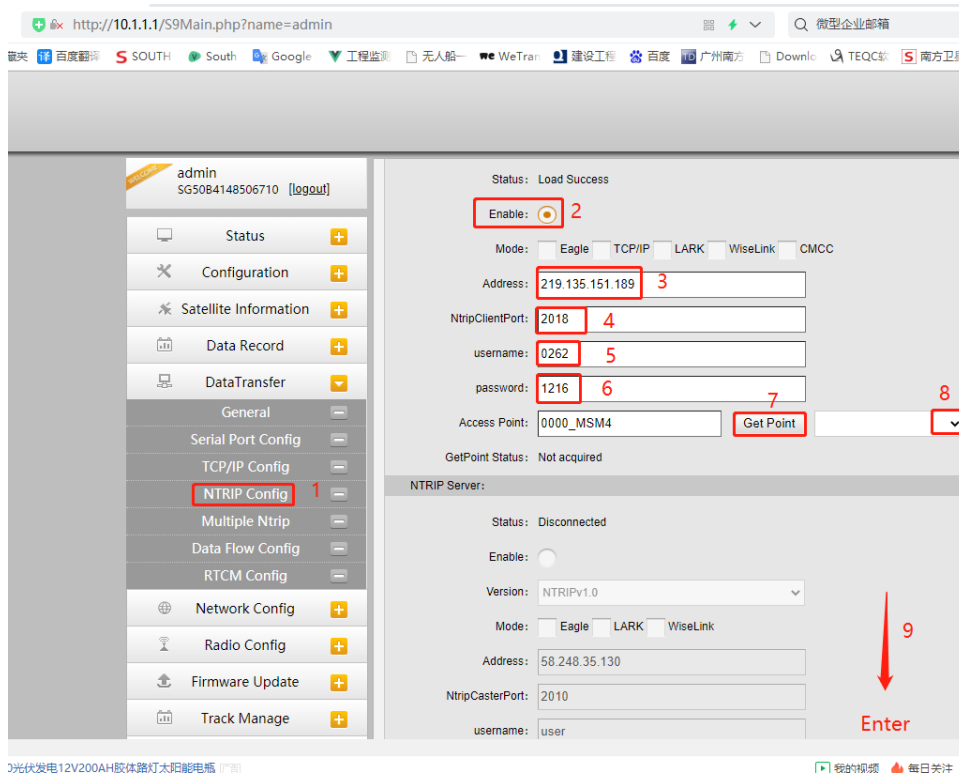 http://10.1.1.1/S9Main.php?name=admin
微型企业邮箱
百度翻译 SOUTH South Google 工程监测 无人船一 WeTran 建设工程 百度 广州南方 Downlo TEQC软 南方卫星
WELCOME
admin
SG50B4148506710 [logout]
Status
Configuration
Satellite Information
Data Record
DataTransfer
General
Serial Port Config
TCP/IP Config
NTRIP Config 1
Multiple Ntrip
Data Flow Config
RTCM Config
Network Config
Radio Config
Firmware Update
Track Manage
Status: Load Success
Enable: 2
Mode: Eagle TCP/IP LARK WiseLink CMCC
Address: 219.135.151.189 3
NtripClientPort: 2018 4
username: 0262 5
password: 1216 6
7
8
Access Point: 0000_MSM4 Get Point
GetPoint Status: Not acquired
NTRIP Server:
Status: Disconnected
Enable:
Version: NTRIPv1.0
Mode: Eagle LARK WiseLink
9
Address: 58.248.35.130
NtripCasterPort: 2010
Enter
username: user
0光伏发电12V200AH胶体路灯太阳能电瓶 广告
我的视频 每日关注